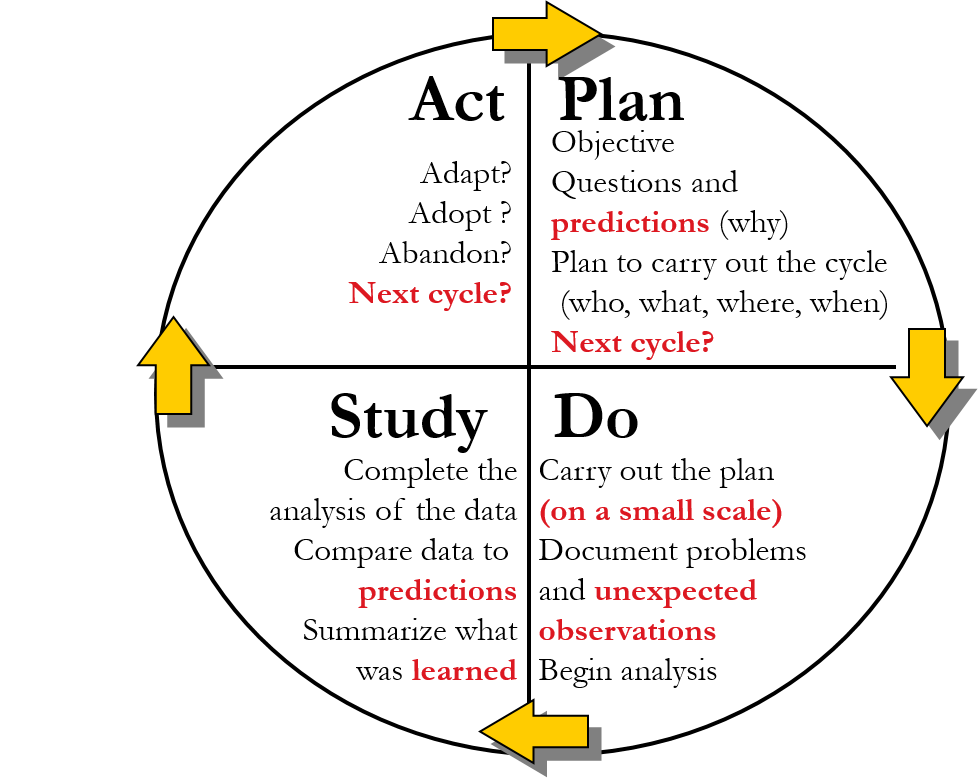 Act
Adapt?
Adopt ?
Abandon?
Next cycle?
Plan
Objective
Questions and
predictions (why)
Plan to carry out the cycle
(who, what, where, when)
Next cycle?
Study
Complete the
analysis of the data
Compare data to
predictions
Summarize what
was learned
Do
Carry out the plan
(on a small scale)
Document problems
and unexpected
observations
Begin analysis